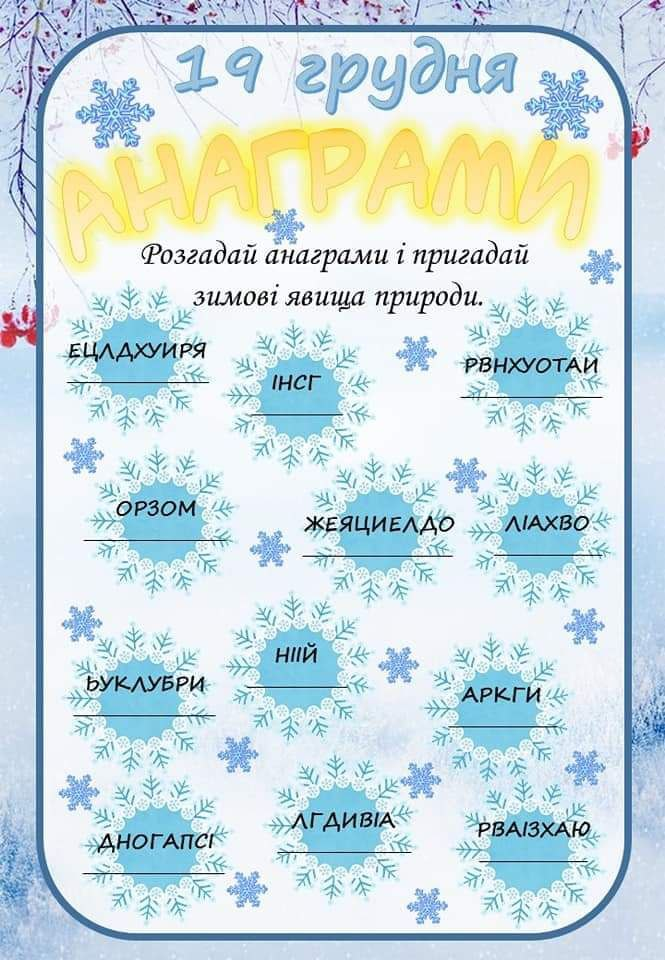 19 грудня
АНАГРАМИ
Розгадай анаграми і пригадай
зимові явища природи.
ЕЦЛДХУИРЯ
ІНСГ
РВНХУОТАИ
ОРЗОМ
ЖЕЯЦИЕЛДО
ЛІАХВО
ЬУКЛУБРИ
НІІЙ
АРКГИ
ДНОГАПСІ
ЛГДИВІА
РВАІЗХАЮ